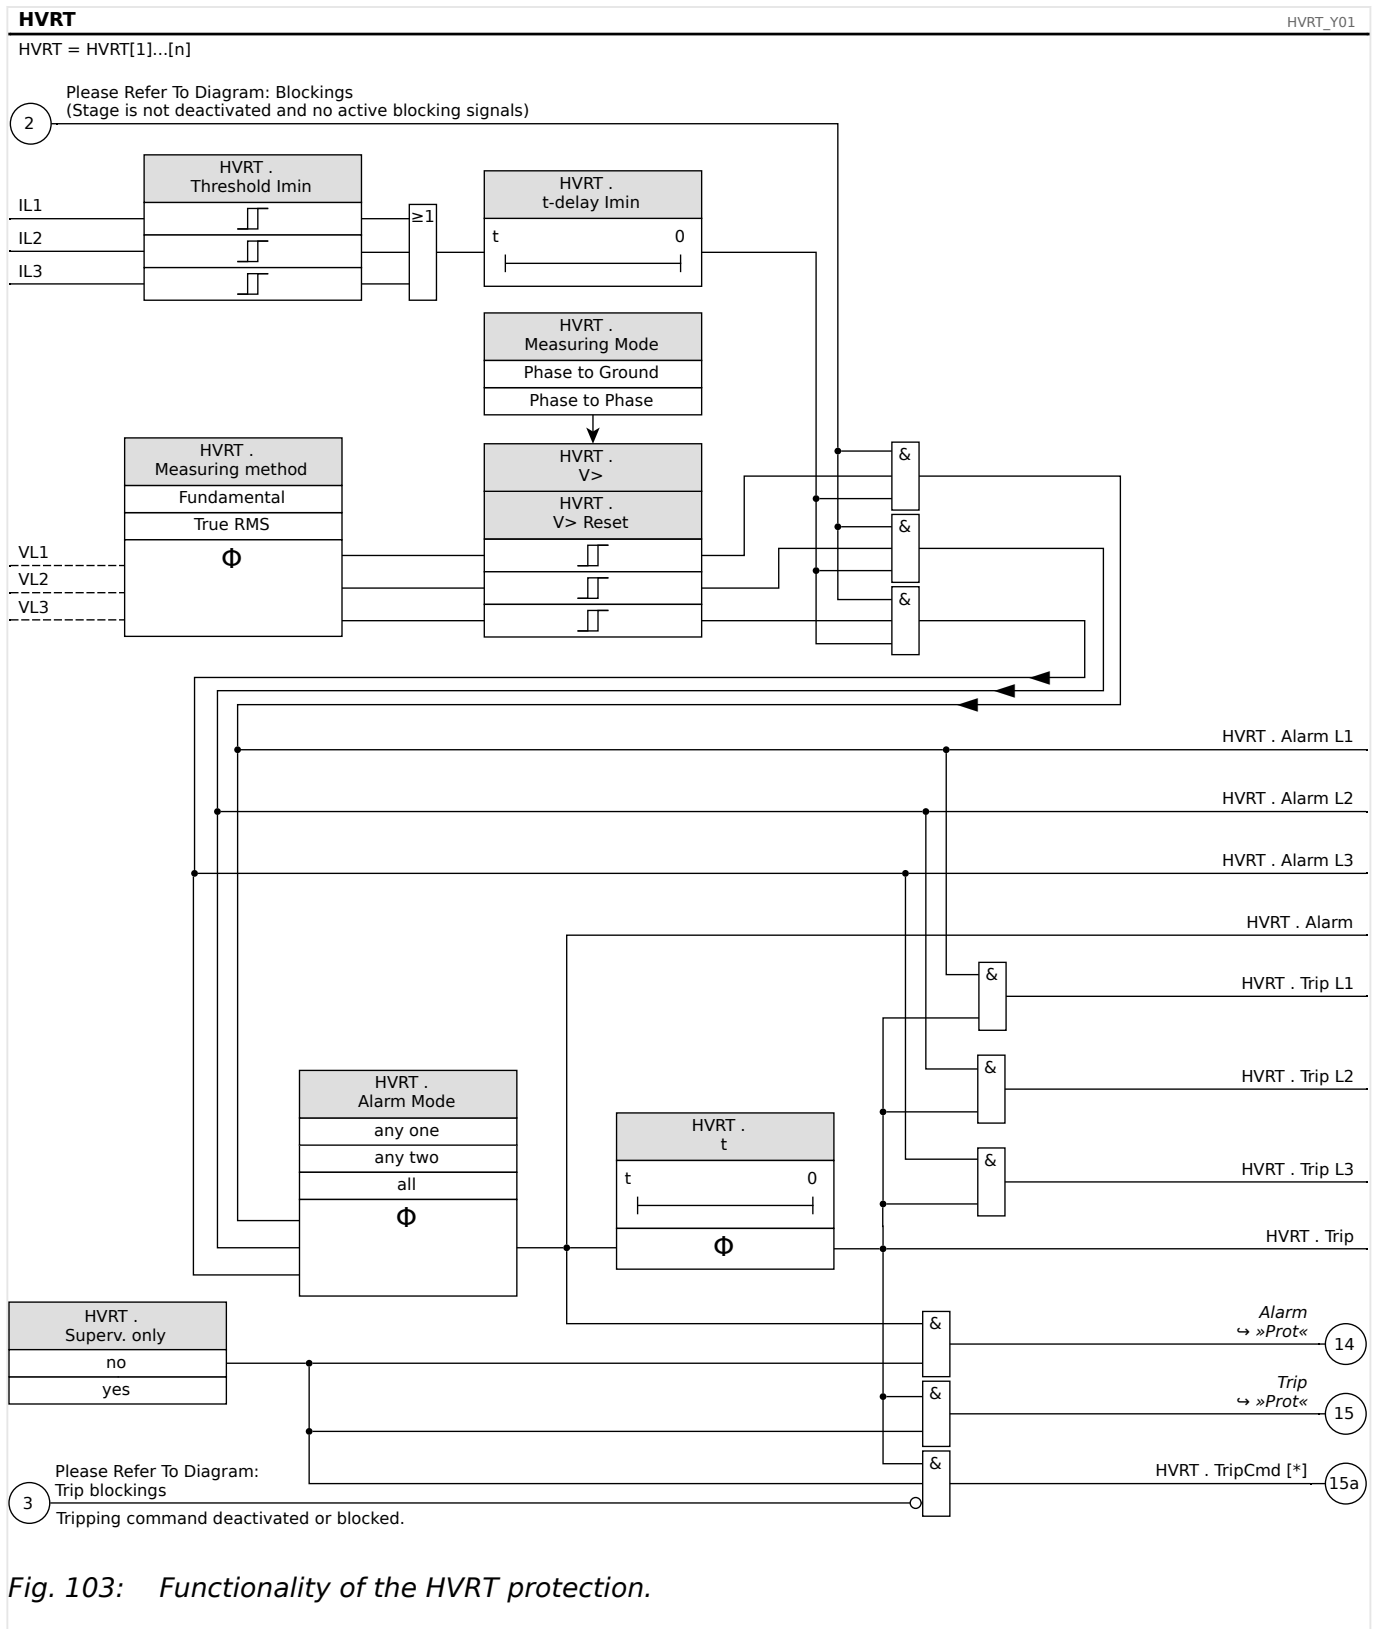 HVRT
HVRT_Y01
HVRT = HVRT[1]...[n]
Please Refer To Diagram: Blockings
(Stage is not deactivated and no active blocking signals)
2
HVRT .
Threshold Imin
IL1
IL2
IL3
≥1
HVRT .
t-delay Imin
t 0
HVRT .
Measuring Mode
Phase to Ground
Phase to Phase
HVRT .
Measuring method
Fundamental
True RMS
Φ
VL1
VL2
VL3
HVRT .
V>
HVRT .
V> Reset
&
&
&
HVRT . Alarm L1
HVRT . Alarm L2
HVRT . Alarm L3
HVRT . Alarm
&
HVRT . Trip L1
&
HVRT . Trip L2
&
HVRT . Trip L3
HVRT . Trip
HVRT .
Alarm Mode
any one
any two
all
Φ
HVRT .
t
t 0
Φ
HVRT .
Superv. only
no
yes
&
Alarm
↪ »Prot«
14
&
Trip
↪ »Prot«
15
&
HVRT . TripCmd [*]
15a
Please Refer To Diagram:
Trip blockings
3
Tripping command deactivated or blocked.
Fig. 103: Functionality of the HVRT protection.